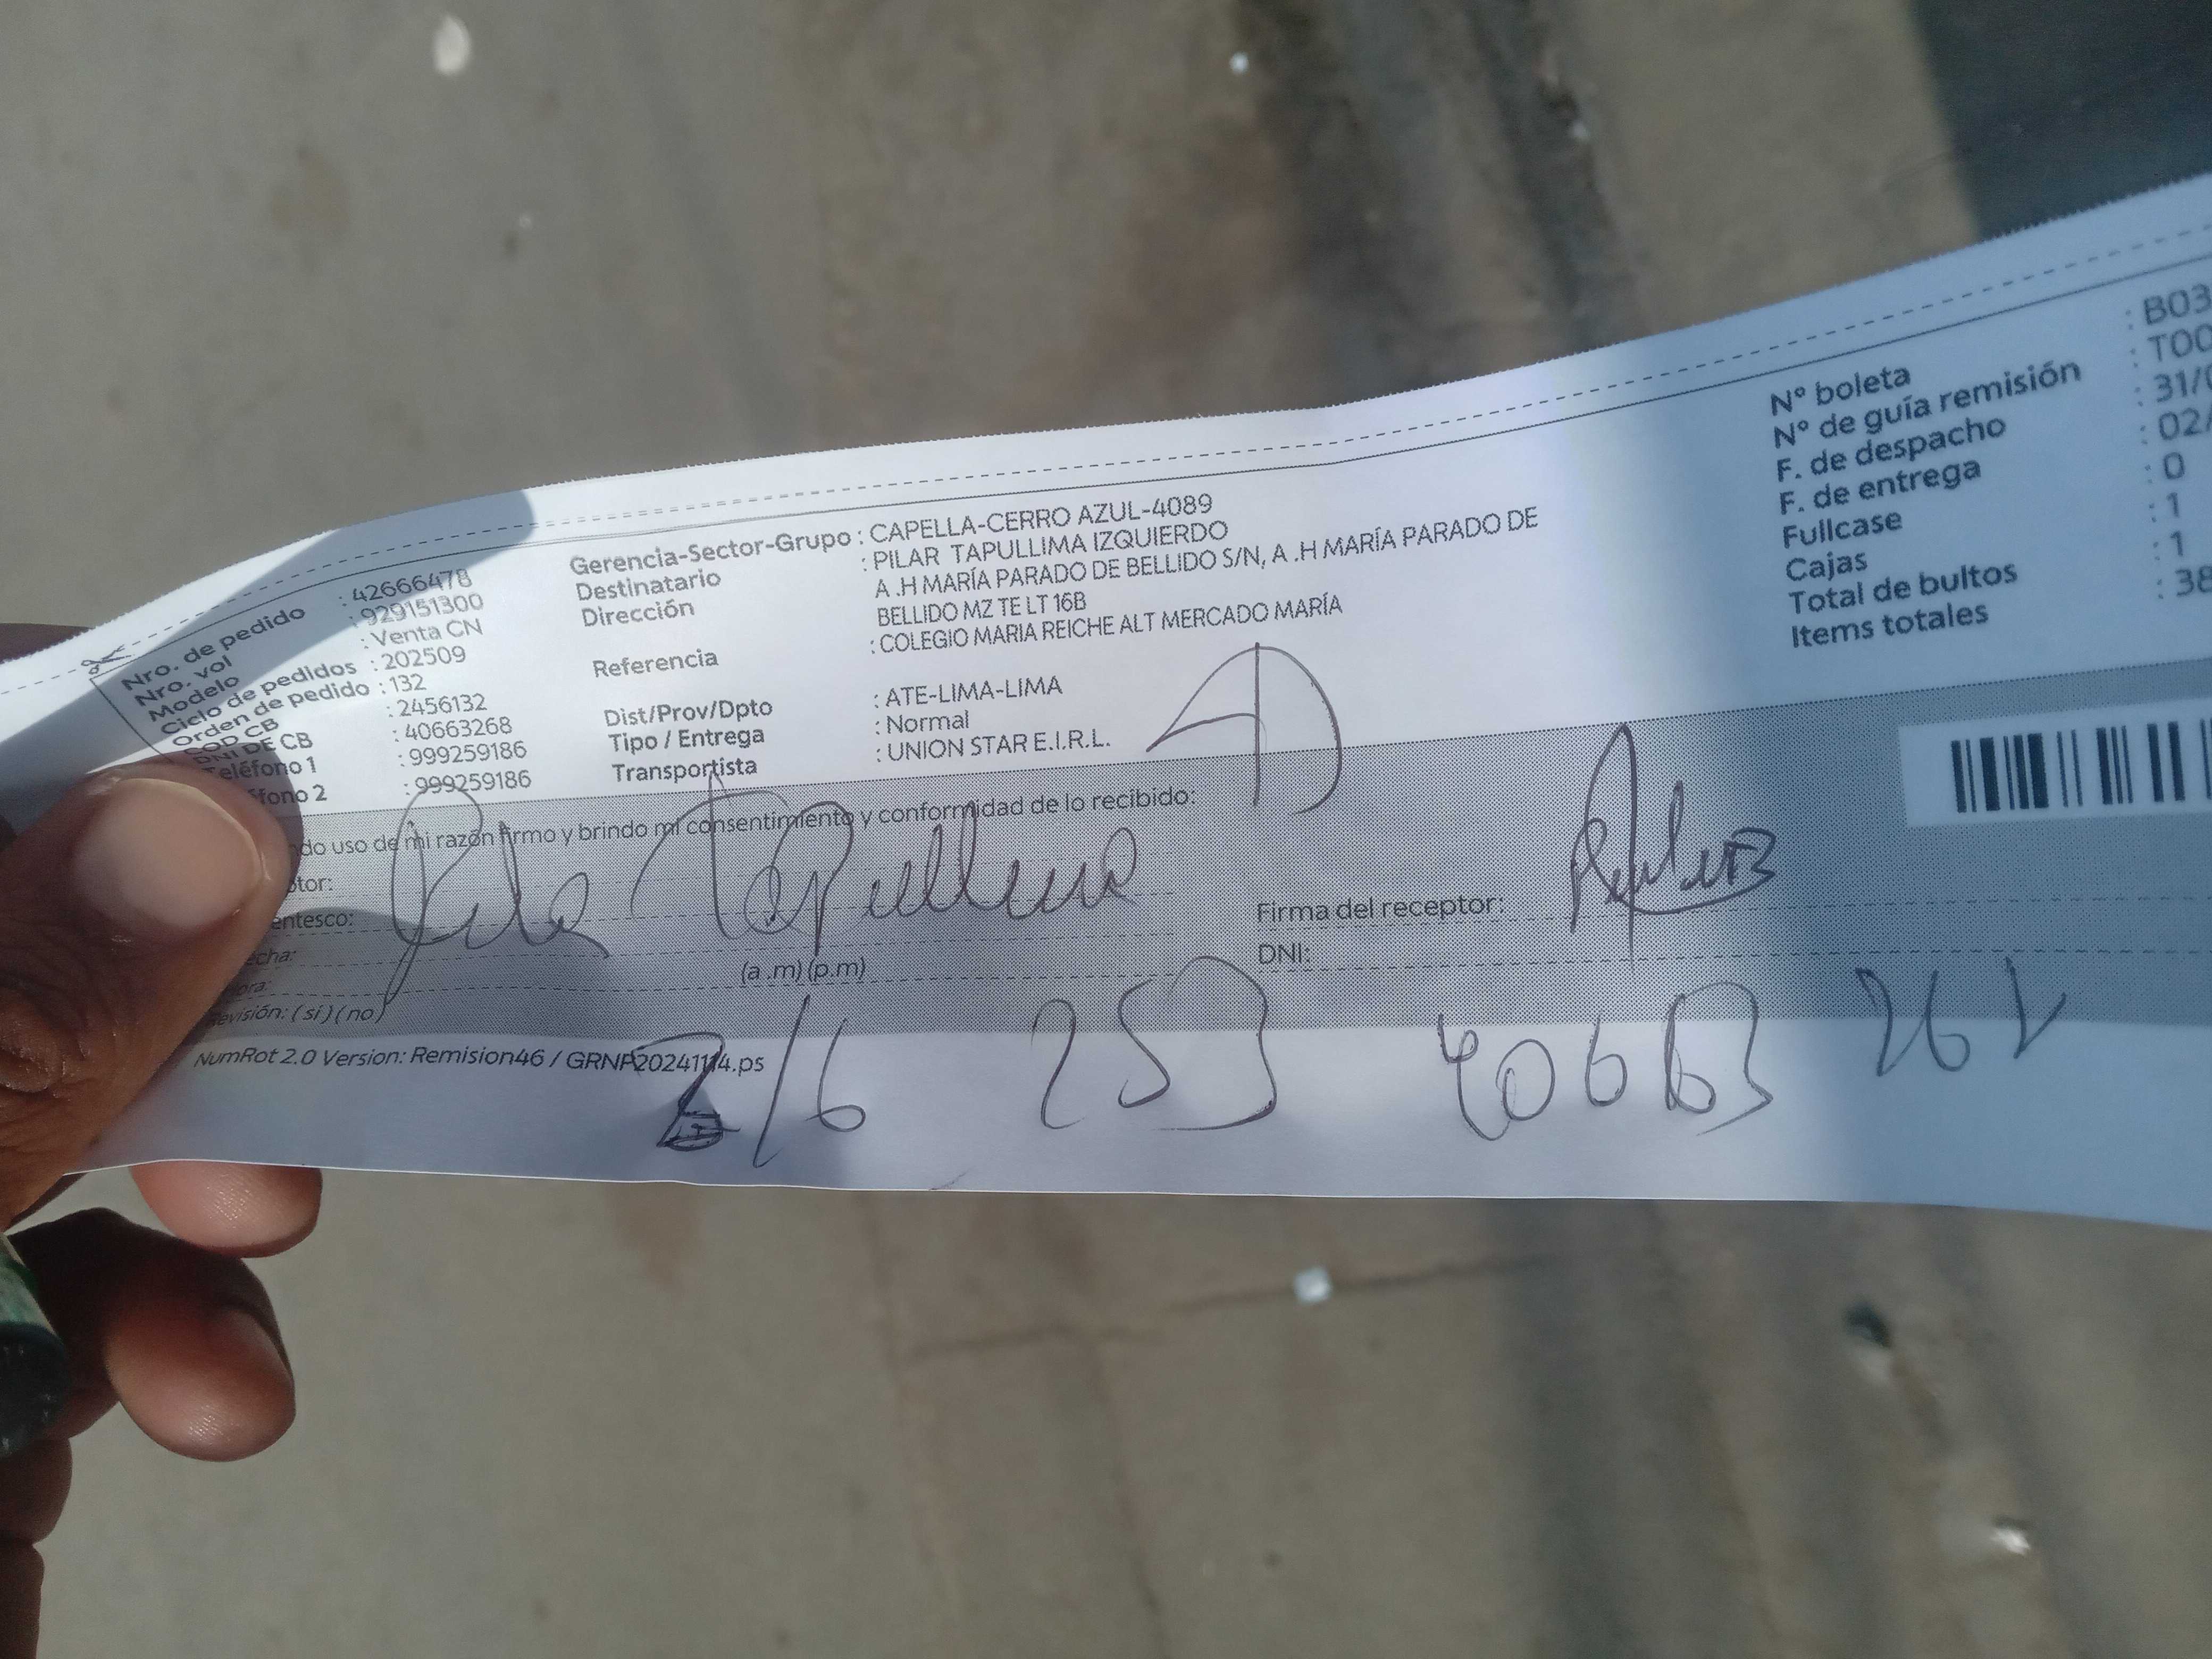 Nro. de pedido : 42666478
Nro. vol : 929151300
Modelo : Venta CN
Ciclo de pedidos : 202509
Orden de pedido : 132
COD CB : 2456132
DNI DE CB : 40663268
Teléfono 1 : 999259186
fono 2 : 999259186
Gerencia-Sector-Grupo : CAPELLA-CERRO AZUL-4089
Destinatario : PILAR TAPULLIMA IZQUIERDO
Dirección A .H MARÍA PARADO DE BELLIDO S/N, A .H MARÍA PARADO DE
BELLIDO MZ TE LT 16B
Referencia : COLEGIO MARIA REICHE ALT MERCADO MARÍA
Dist/Prov/Dpto : ATE-LIMA-LIMA
Tipo / Entrega : Normal
Transportista : UNION STAR E.I.R.L.
Nº boleta : B03
Nº de guía remisión : T00
F. de despacho : 31/0
F. de entrega : 02/
Fullcase : 0
Cajas : 1
Total de bultos : 1
Items totales : 38
ndo uso de mi razón firmo y brindo mi consentimiento y conformidad de lo recibido:
ptor:
entesco:
echa:
Hora: (a .m) (p.m)
Revisión: ( sí ) ( no )
Firma del receptor:
DNI:
NumRot 2.0 Version: Remision46 / GRNP20241114.ps
2/6 253 40663 268